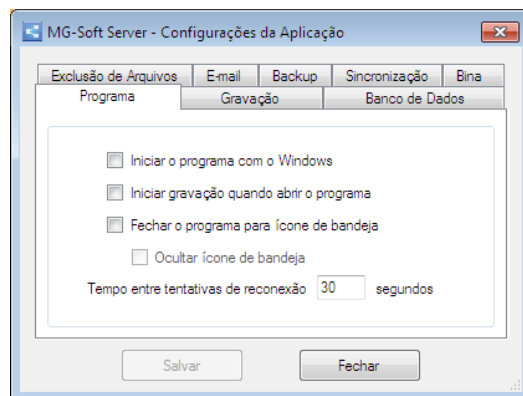 MG-Soft Server - Configurações da Aplicação
Exclusão de Arquivos E-mail Backup Sincronização Bina
Programa Gravação Banco de Dados
Iniciar o programa com o Windows
Iniciar gravação quando abrir o programa
Fechar o programa para ícone de bandeja
Ocultar ícone de bandeja
Tempo entre tentativas de reconexão 30 segundos
Salvar Fechar